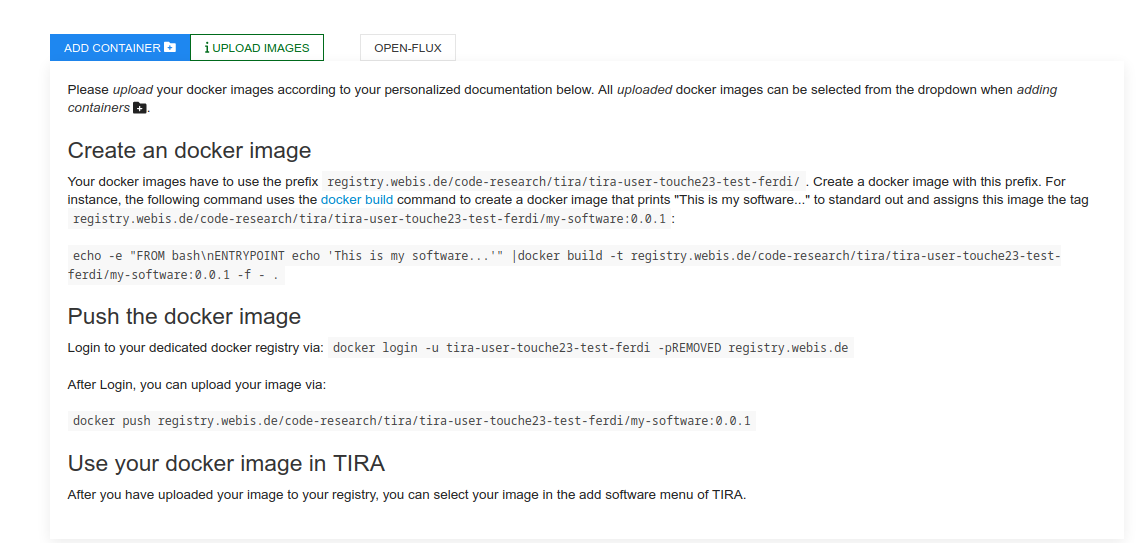 ADD CONTAINER
i UPLOAD IMAGES
OPEN-FLUX
Please upload your docker images according to your personalized documentation below. All uploaded docker images can be selected from the dropdown when adding
containers .
Create an docker image
Your docker images have to use the prefix registry.webis.de/code-research/tira/tira-user-touche23-test-ferdi/ . Create a docker image with this prefix. For
instance, the following command uses the docker build command to create a docker image that prints "This is my software..." to standard out and assigns this image the tag
registry.webis.de/code-research/tira/tira-user-touche23-test-ferdi/my-software:0.0.1 :
echo -e "FROM bash\nENTRYPOINT echo 'This is my software...'" |docker build -t registry.webis.de/code-research/tira/tira-user-touche23-test-
ferdi/my-software:0.0.1 -f - .
Push the docker image
Login to your dedicated docker registry via: docker login -u tira-user-touche23-test-ferdi -pREMOVED registry.webis.de
After Login, you can upload your image via:
docker push registry.webis.de/code-research/tira/tira-user-touche23-test-ferdi/my-software:0.0.1
Use your docker image in TIRA
After you have uploaded your image to your registry, you can select your image in the add software menu of TIRA.